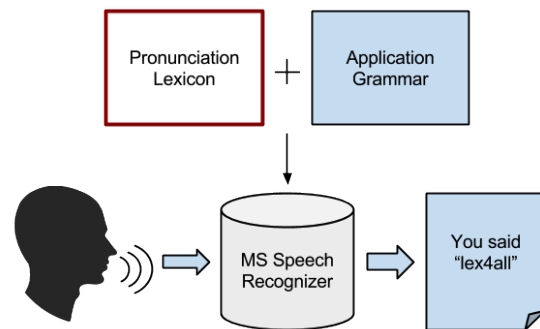 Pronunciation
Lexicon
+
Application
Grammar
MS Speech
Recognizer
You said
“lex4all”